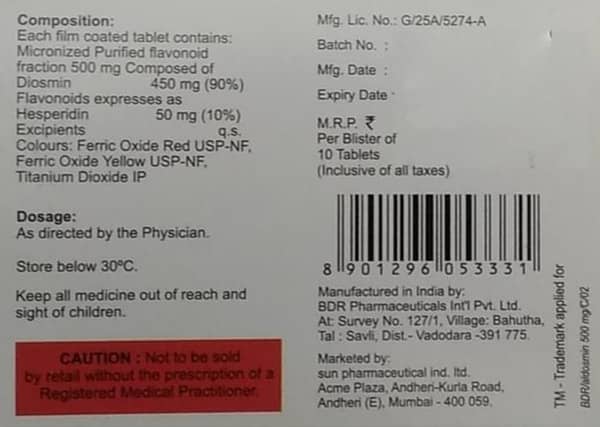 Composition:
Each film coated tablet contains:
Micronized Purified flavonoid
fraction 500 mg Composed of
Diosmin 450 mg (90%)
Flavonoids expresses as
Hesperidin 50 mg (10%)
Excipients q.s.
Colours: Ferric Oxide Red USP-NF,
Ferric Oxide Yellow USP-NF,
Titanium Dioxide IP
Dosage:
As directed by the Physician.
Store below 30ºC.
Keep all medicine out of reach and
sight of children.
CAUTION : Not to be sold
by retail without the prescription of a
Registered Medical Practitioner.
Mfg. Lic. No.: G/25A/5274-A
Batch No. :
Mfg. Date :
Expiry Date :
M.R.P. ₹
Per Blister of
10 Tablets
(Inclusive of all taxes)
8 901296 053331
Manufactured in India by:
BDR Pharmaceuticals Int'l Pvt. Ltd.
At: Survey No. 127/1, Village: Bahutha,
Tal : Savli, Dist.- Vadodara -391 775.
Marketed by:
sun pharmaceutical ind. ltd.
Acme Plaza, Andheri-Kurla Road,
Andheri (E), Mumbai - 400 059.
TM - Trademark applied for
BDR/aldosmin 500 mg/C/02